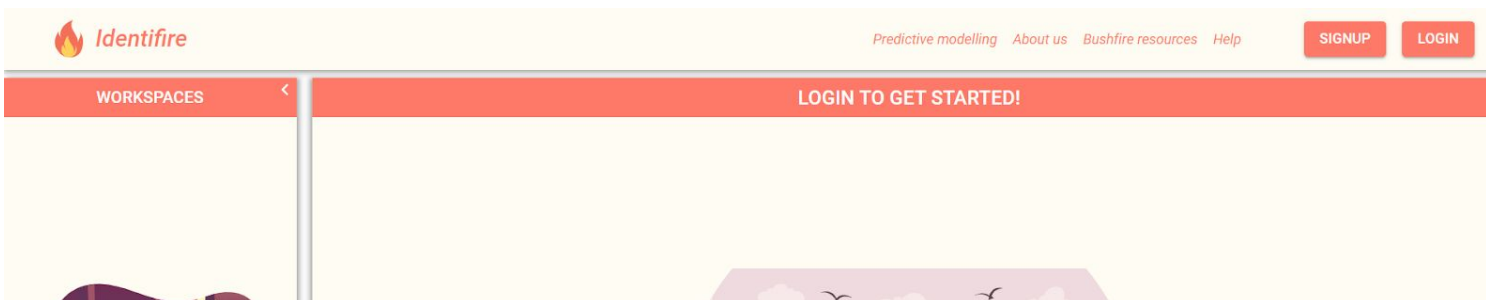 Identifire
Predictive modelling About us Bushfire resources Help SIGNUP LOGIN
WORKSPACES
LOGIN TO GET STARTED!